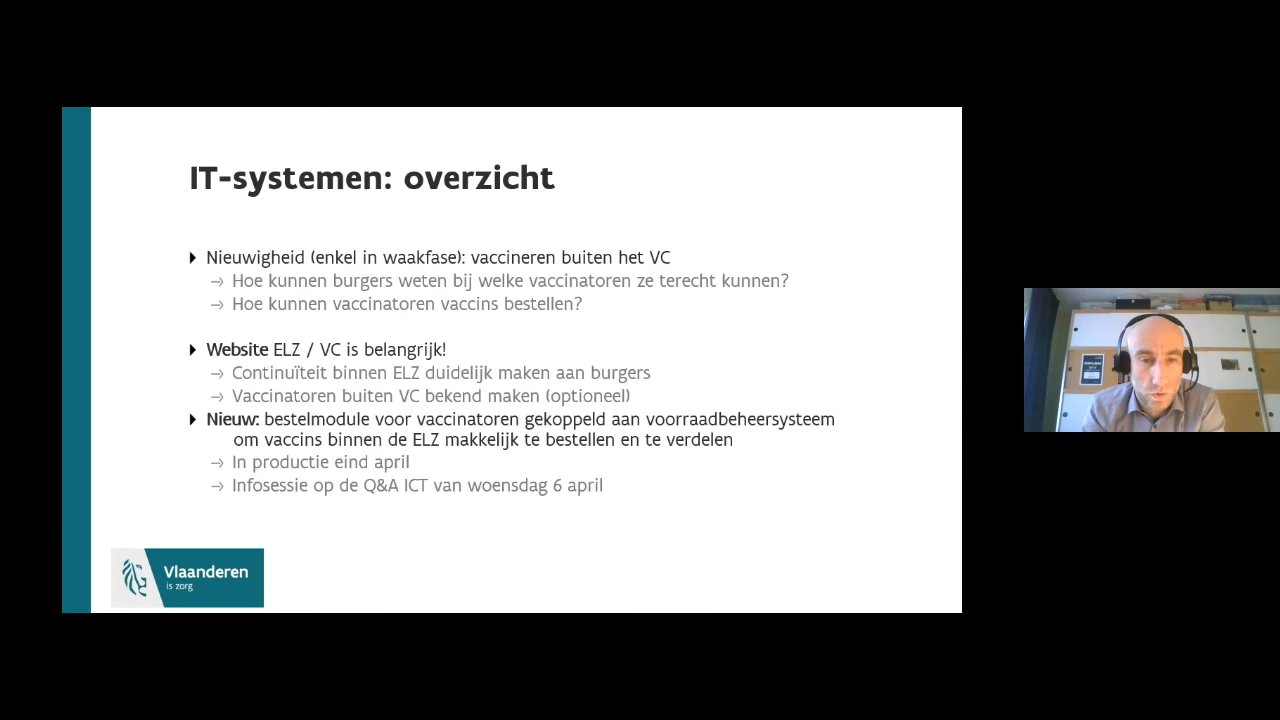 IT-systemen: overzicht
Nieuwigheid (enkel in waakfase): vaccineren buiten het VC
→ Hoe kunnen burgers weten bij welke vaccinatoren ze terecht kunnen?
→ Hoe kunnen vaccinatoren vaccins bestellen?
Website ELZ / VC is belangrijk!
→ Continuïteit binnen ELZ duidelijk maken aan burgers
→ Vaccinatoren buiten VC bekend maken (optioneel)
Nieuw: bestelmodule voor vaccinatoren gekoppeld aan voorraadbeheersysteem
om vaccins binnen de ELZ makkelijk te bestellen en te verdelen
→ In productie eind april
→ Infosessie op de Q&A ICT van woensdag 6 april
Vlaanderen
is zorg